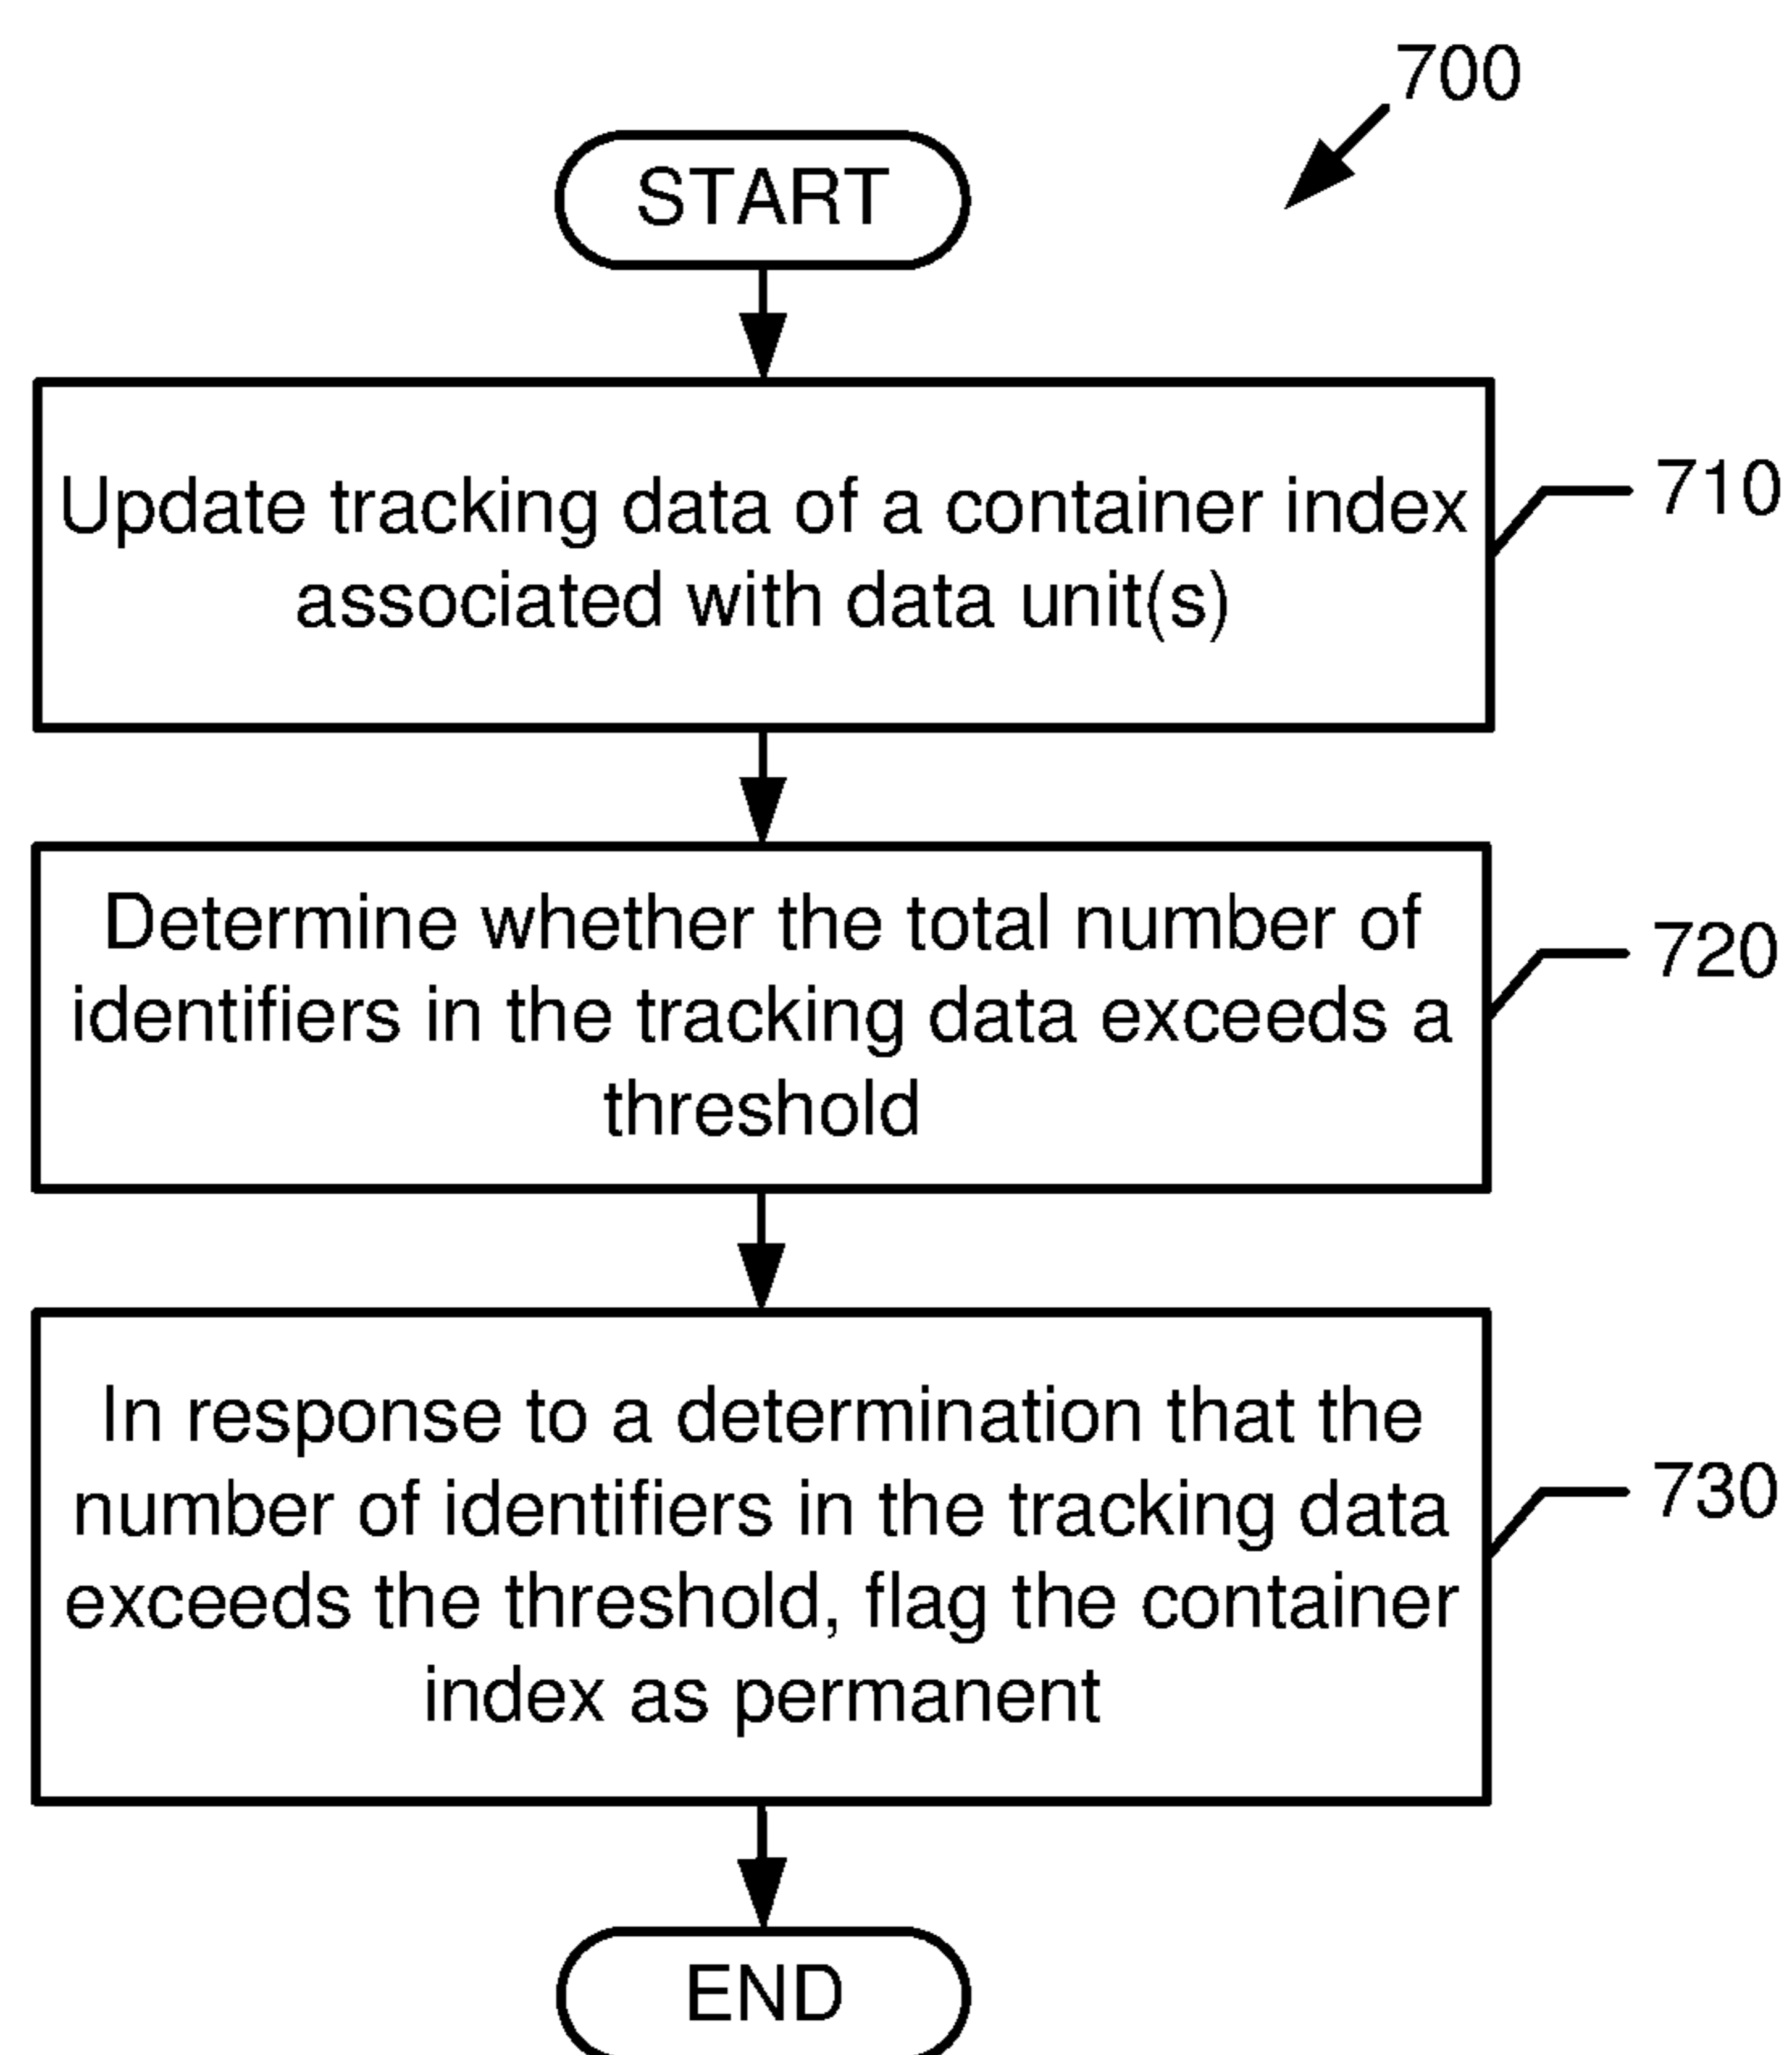 700
START
Update tracking data of a container index
associated with data unit(s)
710
Determine whether the total number of
identifiers in the tracking data exceeds a
threshold
720
In response to a determination that the
number of identifiers in the tracking data
exceeds the threshold, flag the container
index as permanent
730
END